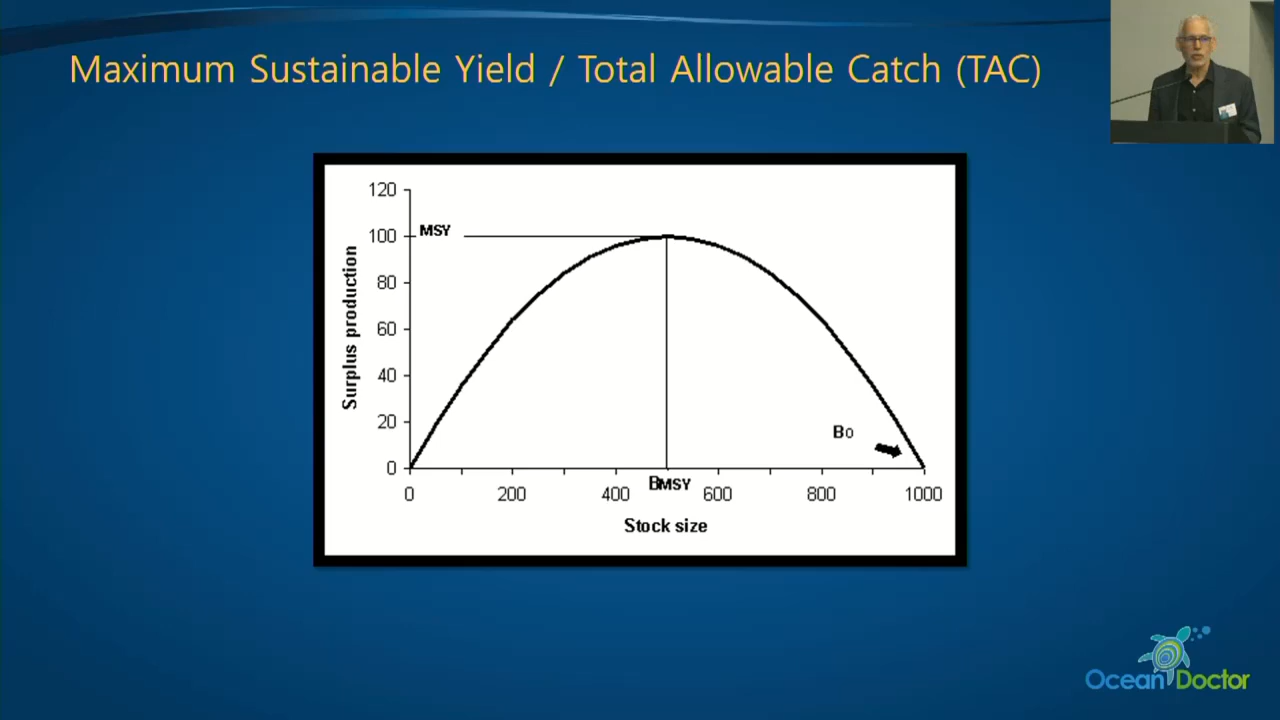 Maximum Sustainable Yield / Total Allowable Catch (TAC)
120
100
80
60
40
20
0
MSY
Surplus production
B0
BMSY
0
200
400
600
800
1000
Stock size
Ocean Doctor